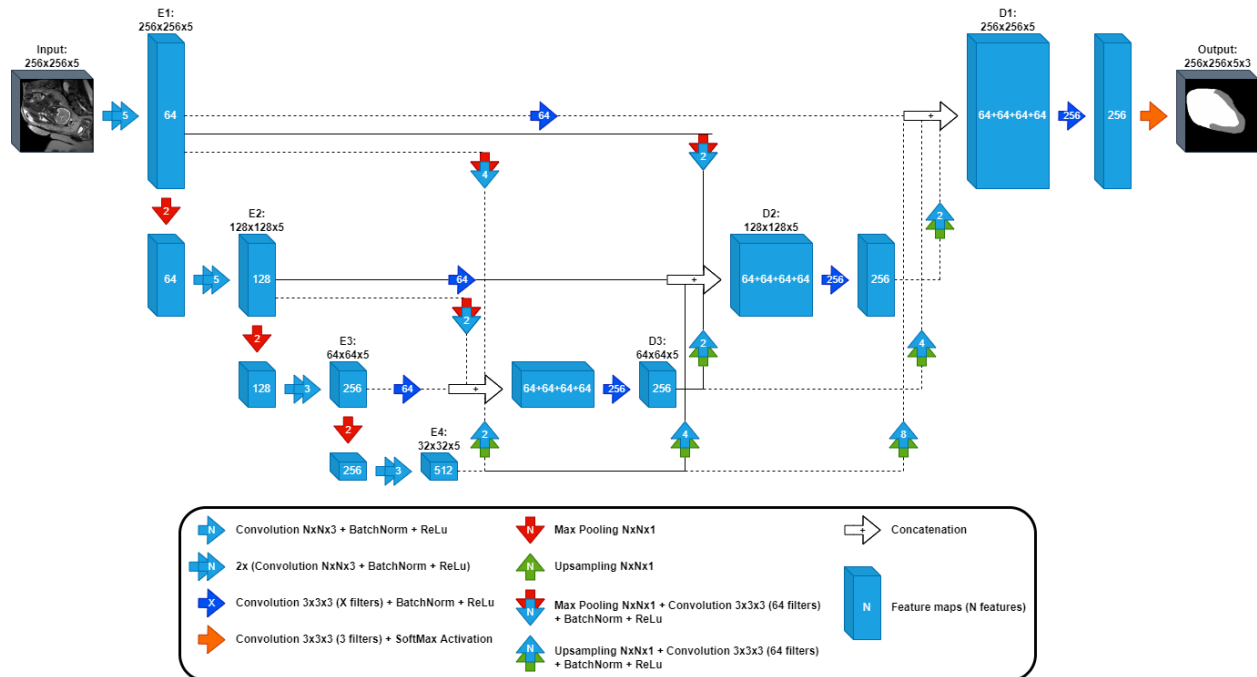 E1:
256x256x5
D1:
256x256x5
Input:
256x256x5
Output:
256x256x5x3
5
64
64
+
64+64+64+64
256
256
4
2
2
E2:
128x128x5
D2:
128x128x5
2
64
5
128
64
+
64+64+64+64
256
256
2
2
E3:
64x64x5
D3:
64x64x5
2
4
128
3
256
64
+
64+64+64+64
256
256
2
E4:
32x32x5
2
4
8
256
3
512
N
Convolution NxNx3 + BatchNorm + ReLu
N
Max Pooling NxNx1
+
Concatenation
N
2x (Convolution NxNx3 + BatchNorm + ReLu)
N
Upsampling NxNx1
X
Convolution 3x3x3 (X filters) + BatchNorm + ReLu
N
Max Pooling NxNx1 + Convolution 3x3x3 (64 filters)
+ BatchNorm + ReLu
N
Feature maps (N features)
Convolution 3x3x3 (3 filters) + SoftMax Activation
N
Upsampling NxNx1 + Convolution 3x3x3 (64 filters)
+ BatchNorm + ReLu